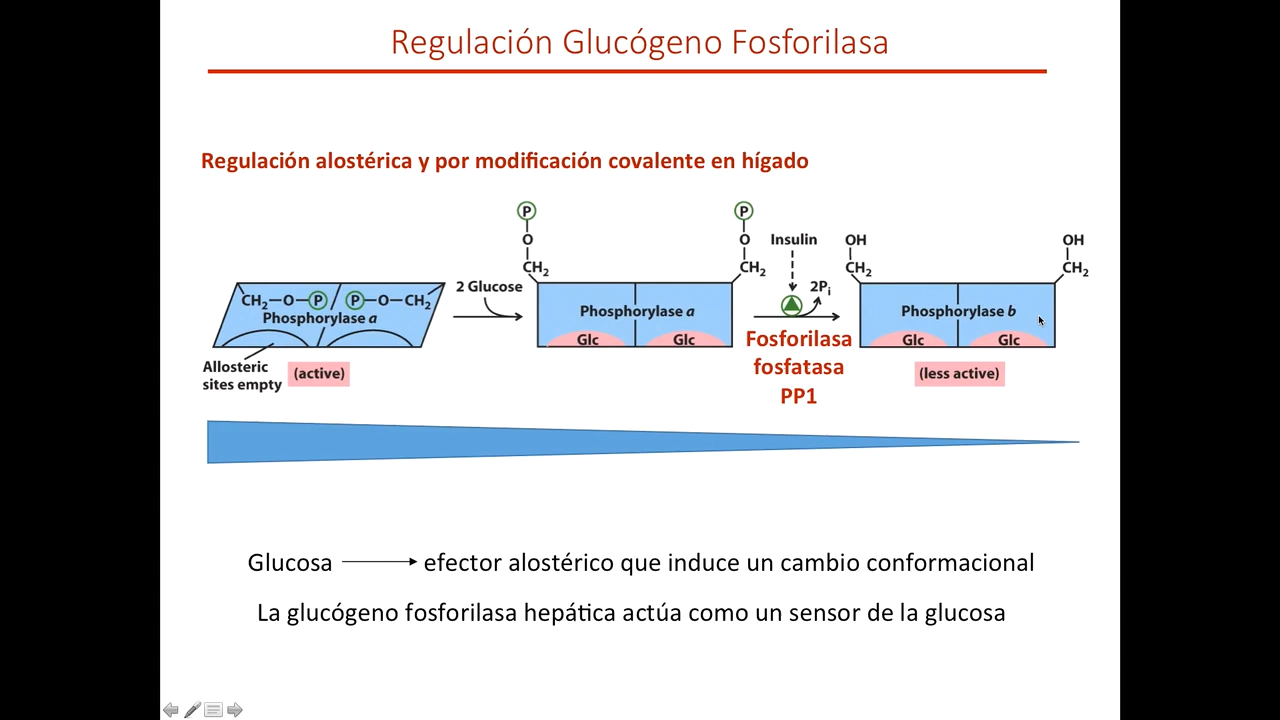 Regulación Glucógeno Fosforilasa
Regulación alostérica y por modificación covalente en hígado
CH2—O—P P—O—CH2
Phosphorylase a
Allosteric
sites empty
(active)
2 Glucose
P
O
CH2
P
O
CH2
Phosphorylase a
Glc Glc
Insulin
2Pi
Fosforilasa
fosfatasa
PP1
OH
CH2
OH
CH2
Phosphorylase b
Glc Glc
(less active)
Glucosa efector alostérico que induce un cambio conformacional
La glucógeno fosforilasa hepática actúa como un sensor de la glucosa